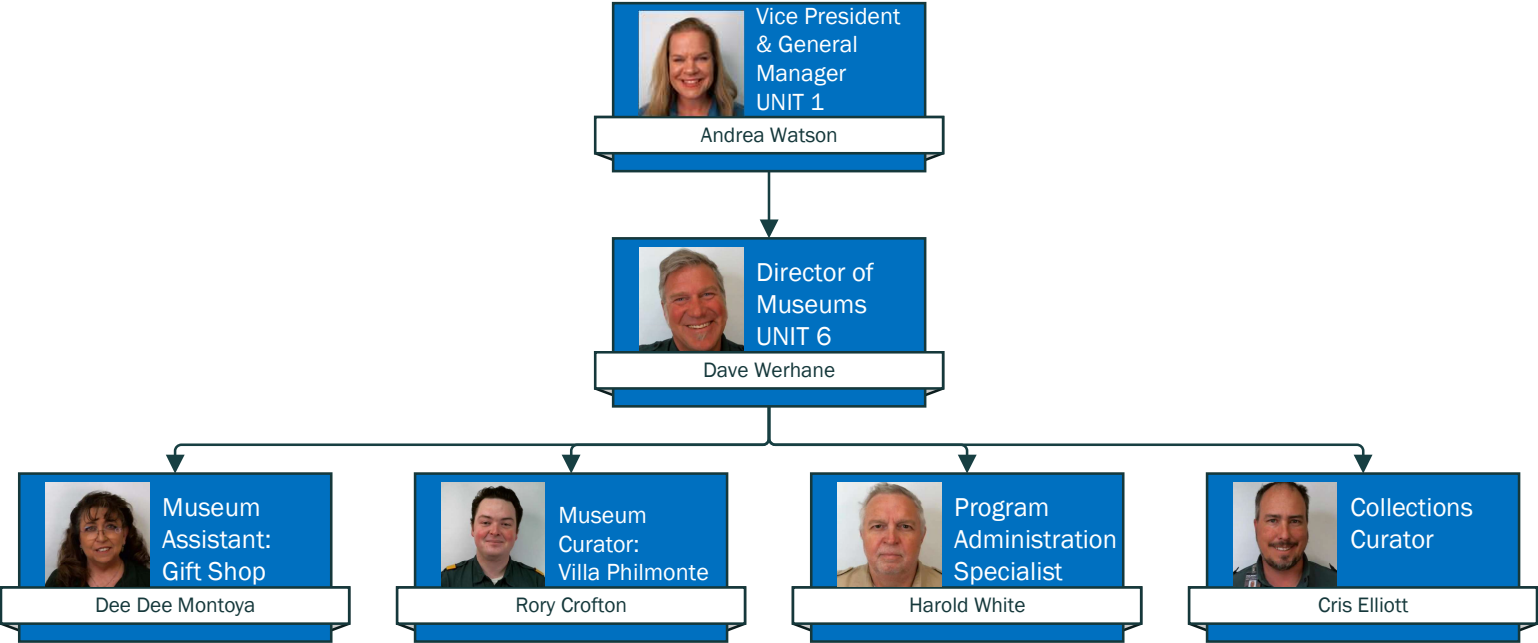 Vice President
& General
Manager
UNIT 1
Andrea Watson
Director of
Museums
UNIT 6
Dave Werhane
Museum
Assistant:
Gift Shop
Dee Dee Montoya
Museum
Curator:
Villa Philmonte
Rory Crofton
Program
Administration
Specialist
Harold White
Collections
Curator
Cris Elliott